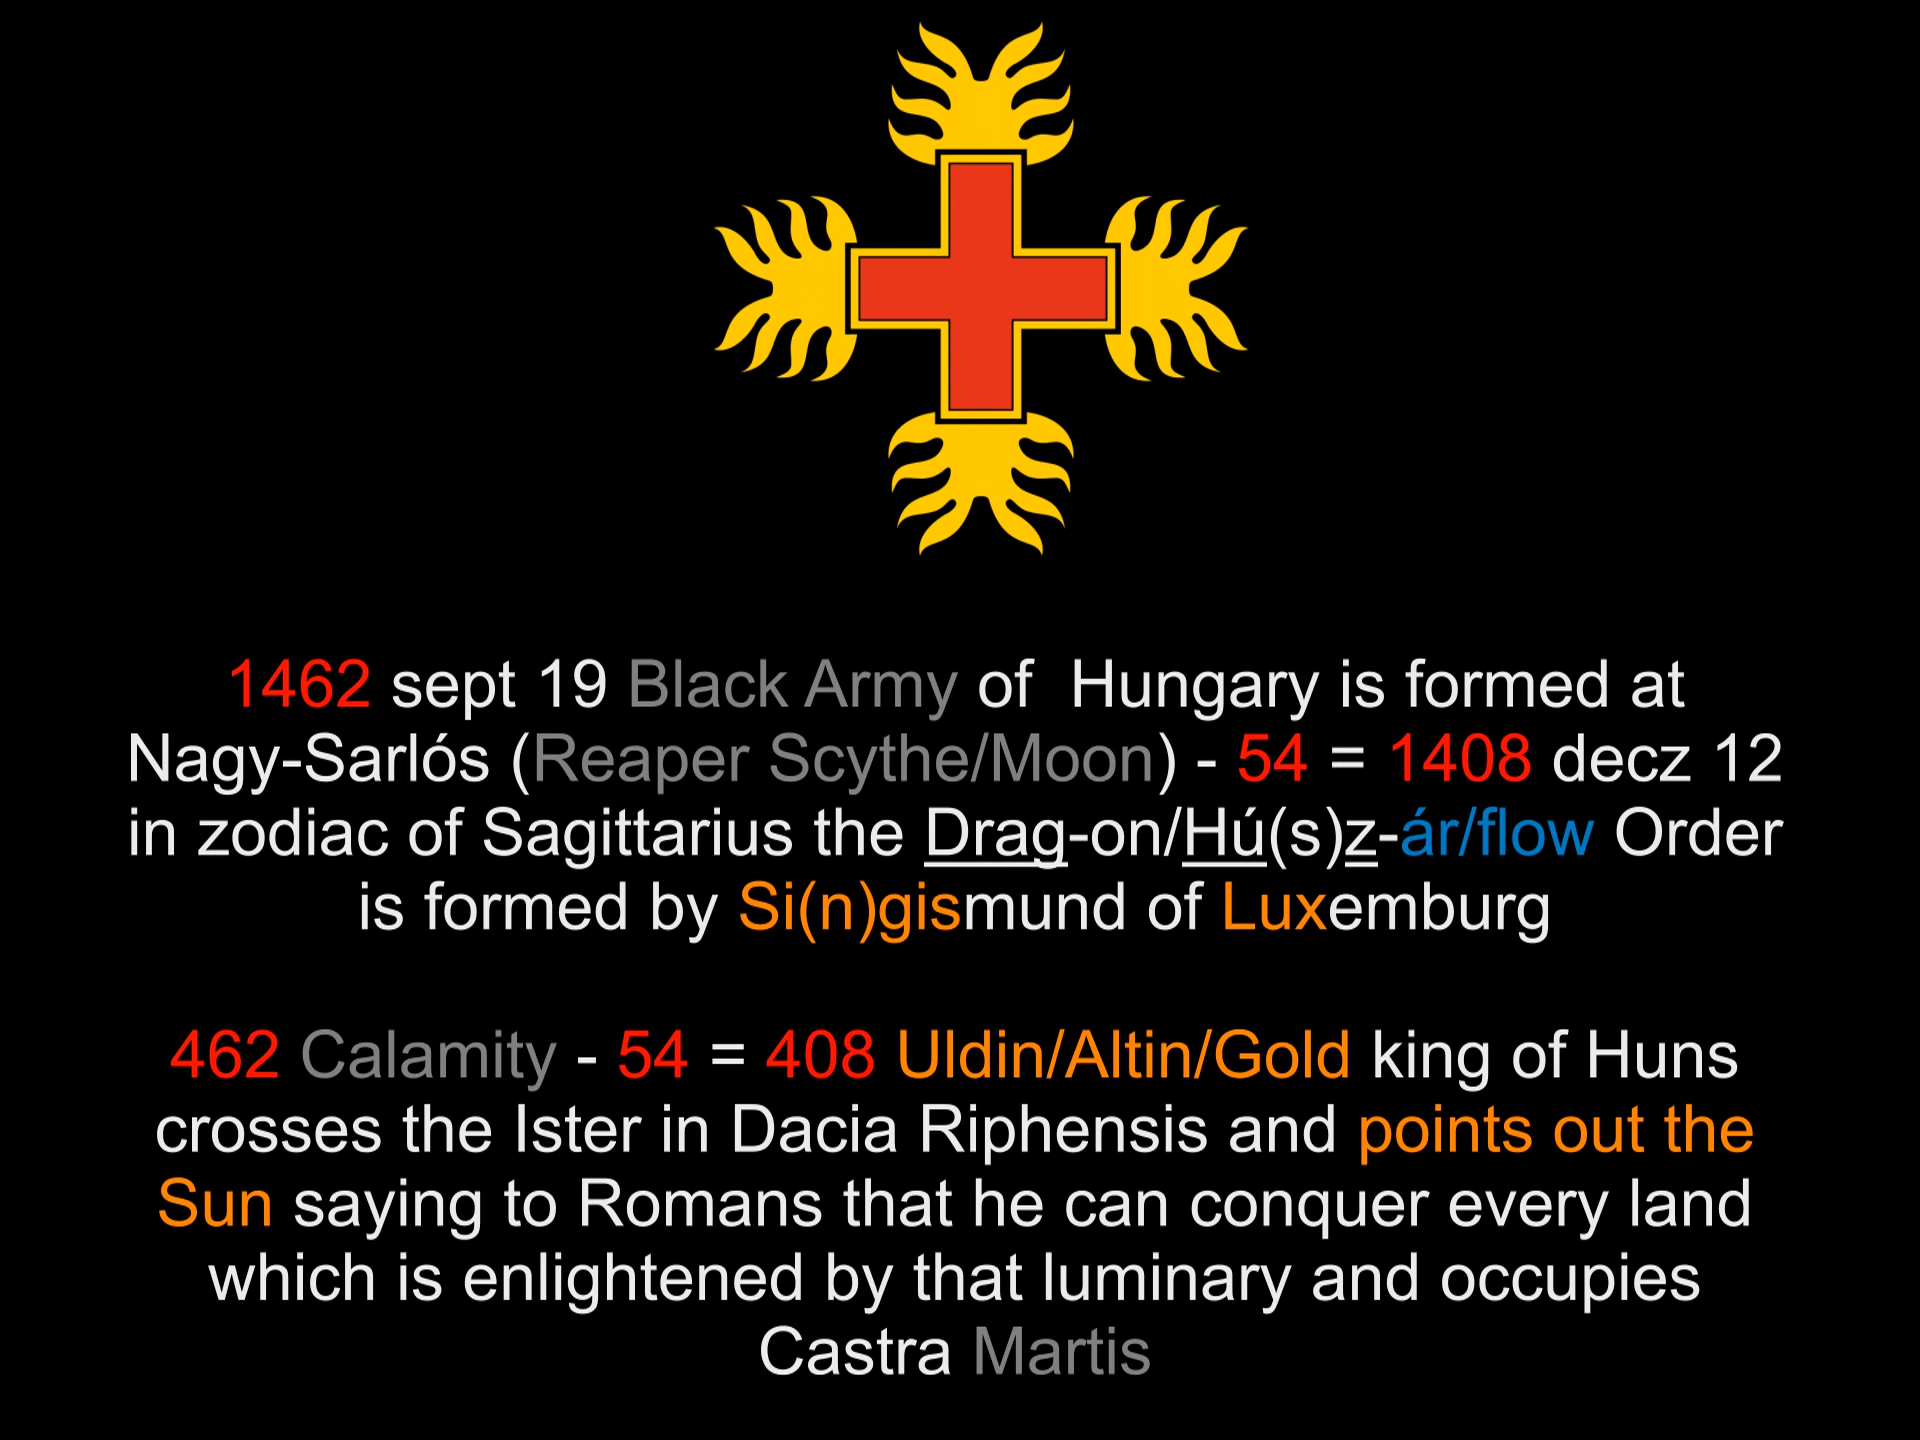 1462 sept 19 Black Army of  Hungary is formed at
Nagy-Sarlós (Reaper Scythe/Moon) - 54 = 1408 decz 12
in zodiac of Sagittarius the Drag-on/Hú(s)z-ár/flow Order
is formed by Si(n)gismund of Luxemburg
462 Calamity - 54 = 408 Uldin/Altin/Gold king of Huns
crosses the Ister in Dacia Riphensis and points out the
Sun saying to Romans that he can conquer every land
which is enlightened by that luminary and occupies
Castra Martis